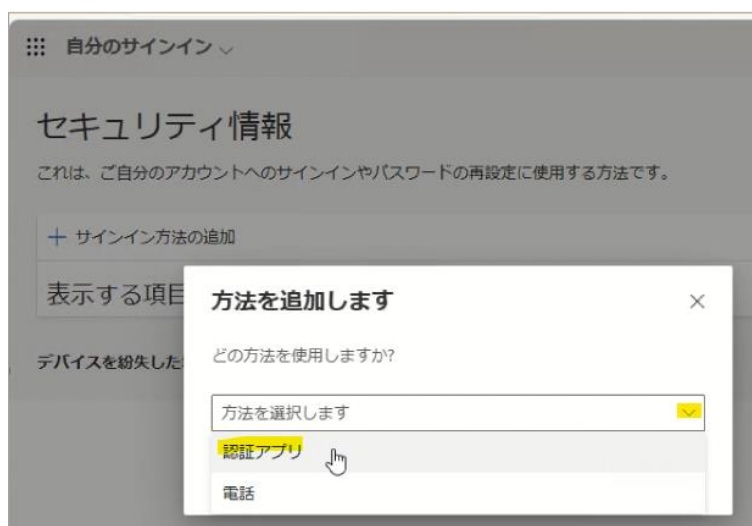 自分のサインイン
セキュリティ情報
これは、ご自分のアカウントへのサインインやパスワードの再設定に使用する方法です。
+ サインイン方法の追加
表示する項目
デバイスを紛失した
方法を追加します
どの方法を使用しますか?
方法を選択します
認証アプリ
電話